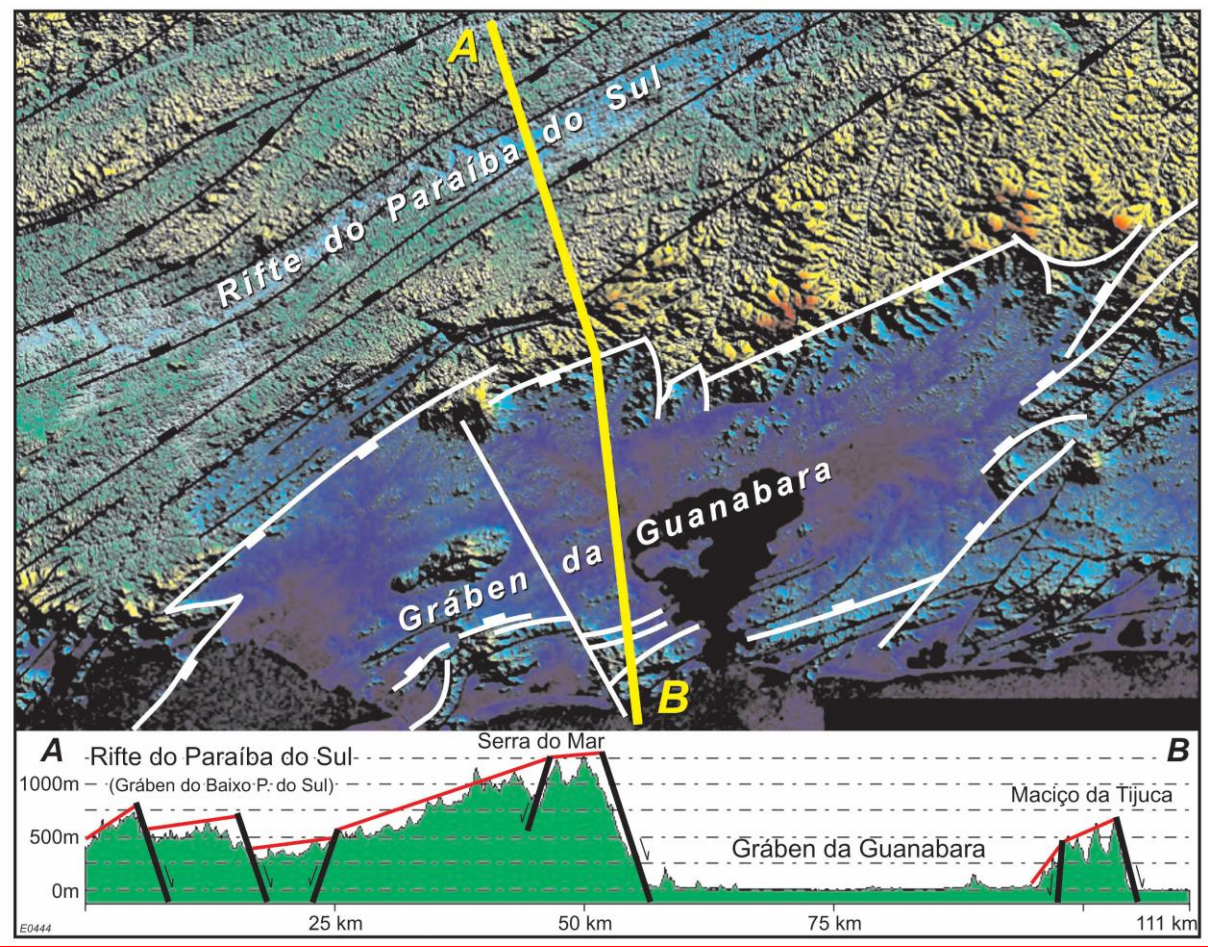 A
Rifte do Paraíba do Sul
Gráben da Guanabara
B
A
Rifte do Paraíba do Sul
(Gráben do Baixo P. do Sul)
Serra do Mar
B
1000m
Maciço da Tijuca
500m
Gráben da Guanabara
0m
25 km
50 km
75 km
111 km
E0444